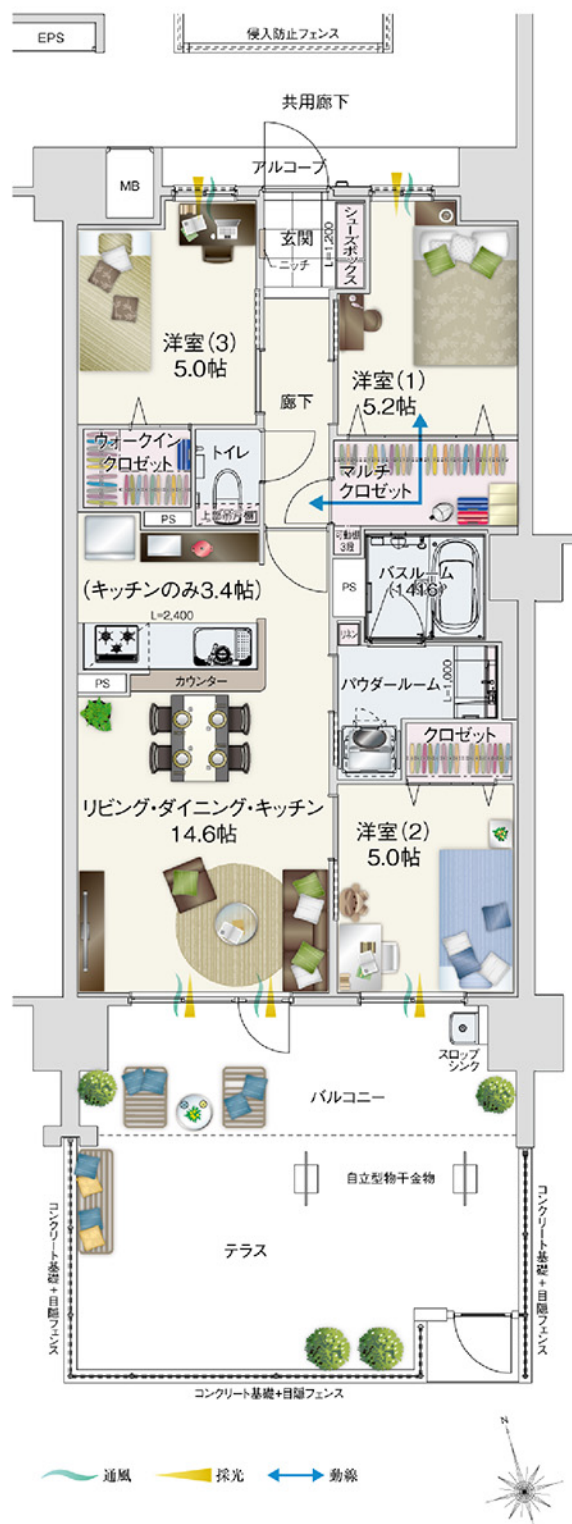 EPS
侵入防止フェンス
共用廊下
アルコーブ
MB
玄関
ニッチ
L=1,200
シューズボックス
洋室(3)
5.0帖
洋室(1)
5.2帖
廊下
ウォークイン
クロゼット
トイレ
上部吊戸棚
マルチ
クロゼット
PS
可動棚
3段
(キッチンのみ3.4帖)
L=2,400
PS
バスルーム
(1416)
リネン
カウンター
PS
パウダールーム
L=1,000
クロゼット
リビング・ダイニング・キッチン
14.6帖
洋室(2)
5.0帖
スロップ
シンク
バルコニー
自立型物干金物
テラス
コンクリート基礎+目隠フェンス
コンクリート基礎+目隠フェンス
コンクリート基礎+目隠フェンス
通風
採光
動線
N